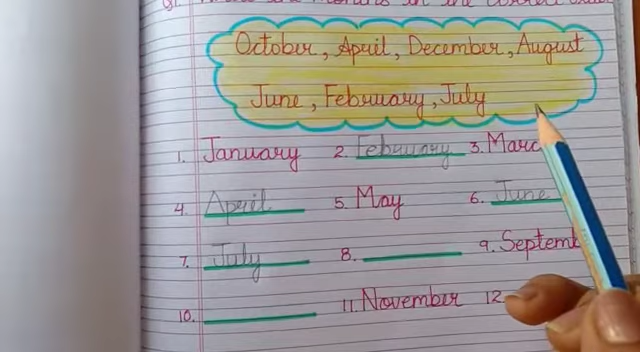 October, April, December, August
June, February, July
1. January 2. February 3. Marc
4. April 5. May 6. June
7. July 8. 9. Septemb
10. 11. November 12.